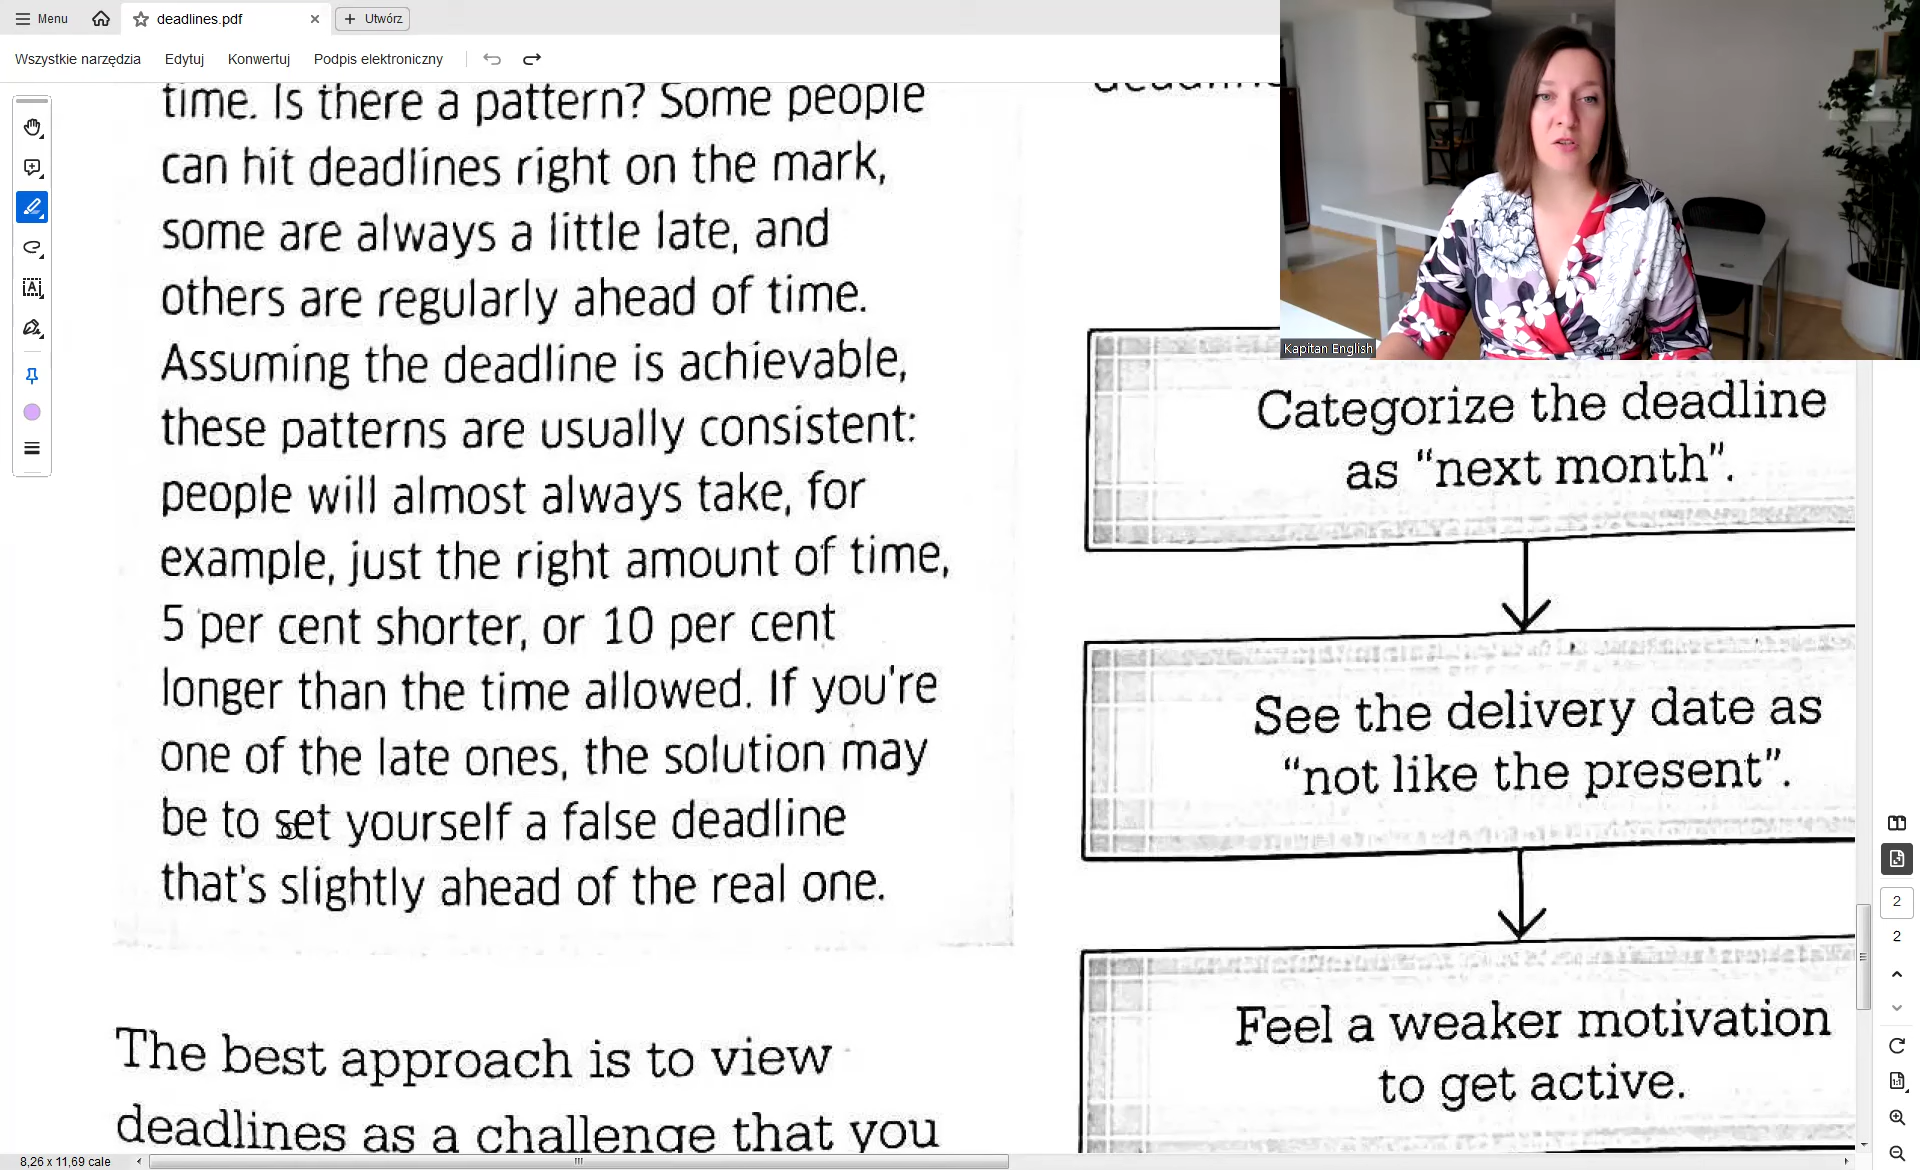 Menu
deadlines.pdf
Utwórz
Wszystkie narzędzia
Edytuj
Konwertuj
Podpis elektroniczny
time. Is there a pattern? Some people
can hit deadlines right on the mark,
some are always a little late, and
others are regularly ahead of time.
Assuming the deadline is achievable,
these patterns are usually consistent:
people will almost always take, for
example, just the right amount of time,
5 per cent shorter, or 10 per cent
longer than the time allowed. If you're
one of the late ones, the solution may
be to set yourself a false deadline
that's slightly ahead of the real one.
The best approach is to view
deadlines as a challenge that you
Kapitan English
Categorize the deadline
as “next month”.
See the delivery date as
“not like the present”.
Feel a weaker motivation
to get active.
2
2
8,26 x 11,69 cale